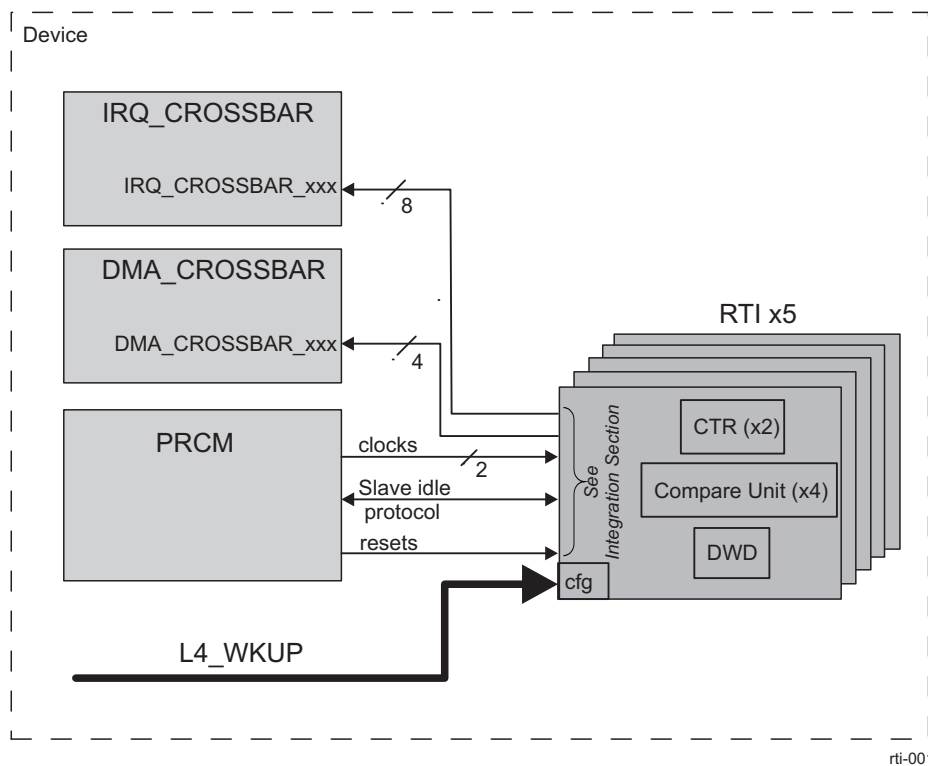 Device
IRQ_CROSSBAR
IRQ_CROSSBAR_xxx
8
DMA_CROSSBAR
DMA_CROSSBAR_xxx
4
RTI x5
PRCM
clocks
2
Slave idle
protocol
resets
See
Integration Section
CTR (x2)
Compare Unit (x4)
DWD
cfg
L4_WKUP
rti-001